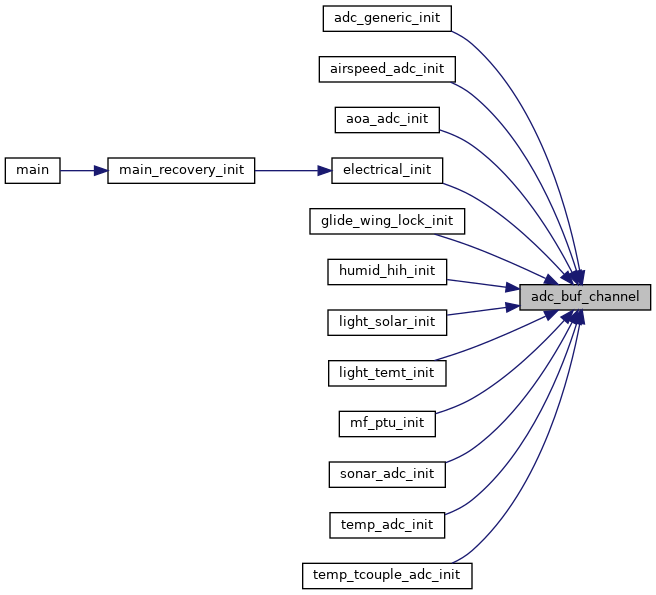 adc_generic_init
airspeed_adc_init
aoa_adc_init
main
main_recovery_init
electrical_init
glide_wing_lock_init
humid_hih_init
adc_buf_channel
light_solar_init
light_temt_init
mf_ptu_init
sonar_adc_init
temp_adc_init
temp_tcouple_adc_init